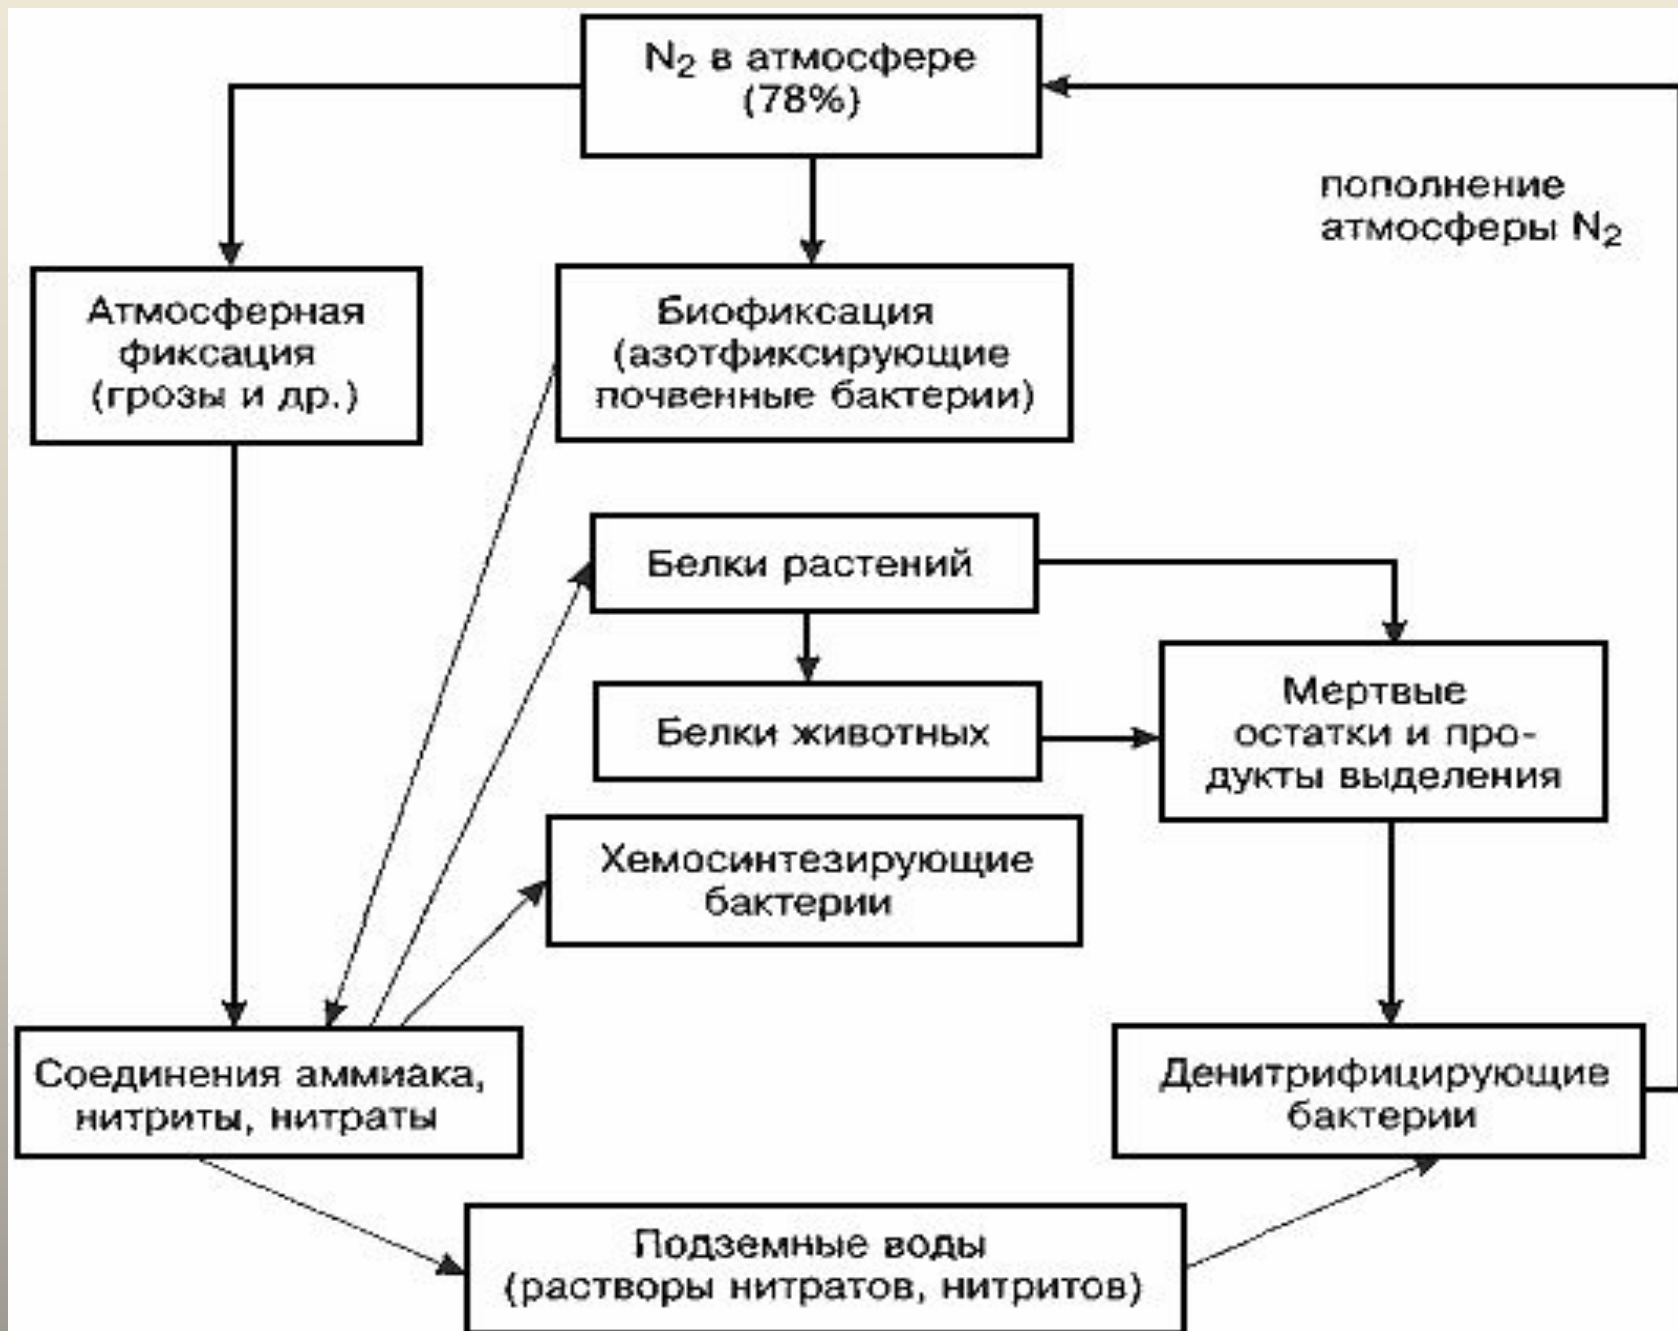 N₂ в атмосфере
(78%)
пополнение
атмосферы N₂
Атмосферная
фиксация
(грозы и др.)
Биофиксация
(азотфиксирующие
почвенные бактерии)
Белки растений
Белки животных
Мертвые
остатки и про-
дукты выделения
Хемосинтезирующие
бактерии
Соединения аммиака,
нитриты, нитраты
Денитрифицирующие
бактерии
Подземные воды
(растворы нитратов, нитритов)